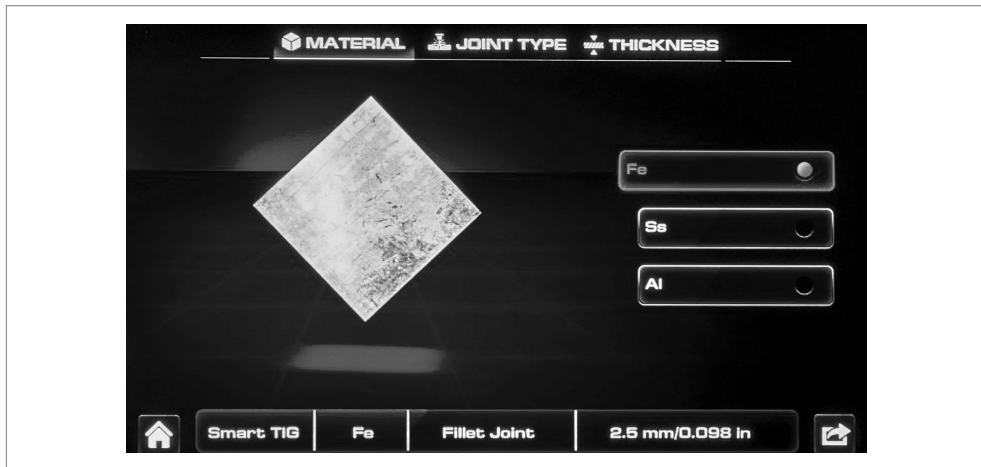 MATERIAL JOINT TYPE THICKNESS
Fe
Ss
Al
Smart TIG Fe Fillet Joint 2.5 mm/0.098 in